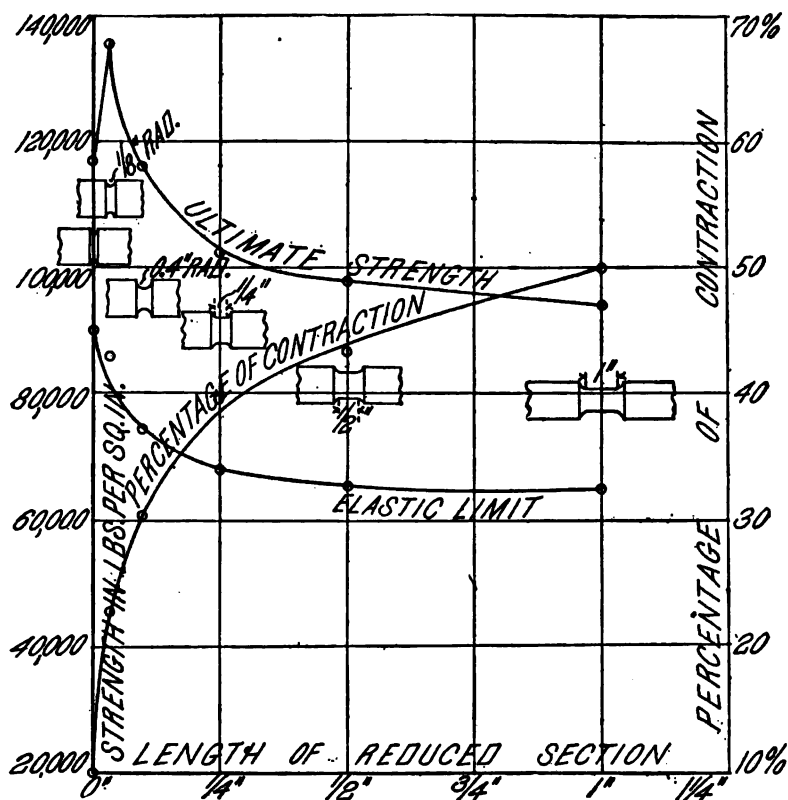 140,000
120,000
100,000
80,000
60,000
40,000
20,000
70%
60
50
40
30
20
10%
0"
1/4"
1/2"
3/4"
1"
1 1/4"
STRENGTH IN LBS. PER SQ. IN.
LENGTH OF REDUCED SECTION
PERCENTAGE OF CONTRACTION
ULTIMATE STRENGTH
PERCENTAGE OF CONTRACTION
ELASTIC LIMIT
1/8" RAD.
0.4" RAD.
1/4"
1/2"
1"